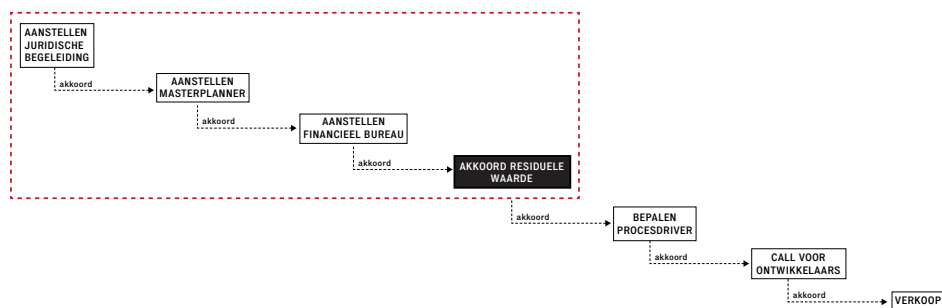 AANSTELLEN
JURIDISCHE
BEGELEIDING
akkoord
AANSTELLEN
MASTERPLANNER
akkoord
AANSTELLEN
FINANCIEEL BUREAU
akkoord
AKKOORD RESIDUELE
WAARDE
akkoord
BEPALEN
PROCESDRIVER
akkoord
CALL VOOR
ONTWIKKELAARS
akkoord
VERKOOP